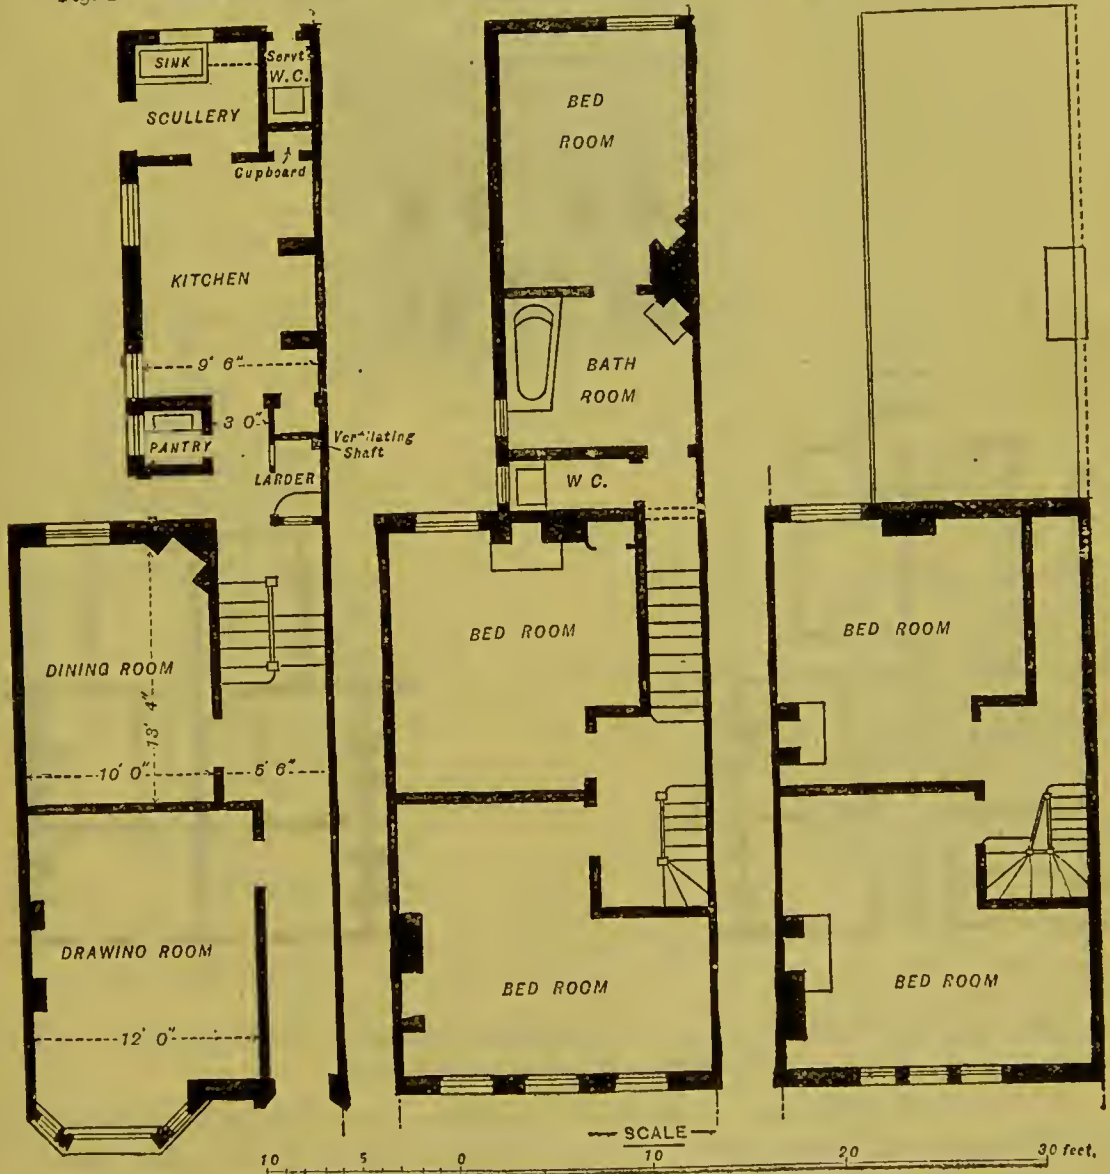 SINK
Servt's
W.C.
SCULLERY
Cupboard
KITCHEN
9' 6"
3' 0"
PANTRY
Ventilating
Shaft
LARDER
DINING ROOM
13' 4"
10' 0"
5' 6"
DRAWING ROOM
12' 0"
BED
ROOM
BATH
ROOM
W C.
BED ROOM
BED ROOM
BED ROOM
BED ROOM
SCALE
10 5 0 10 20 30 feet.